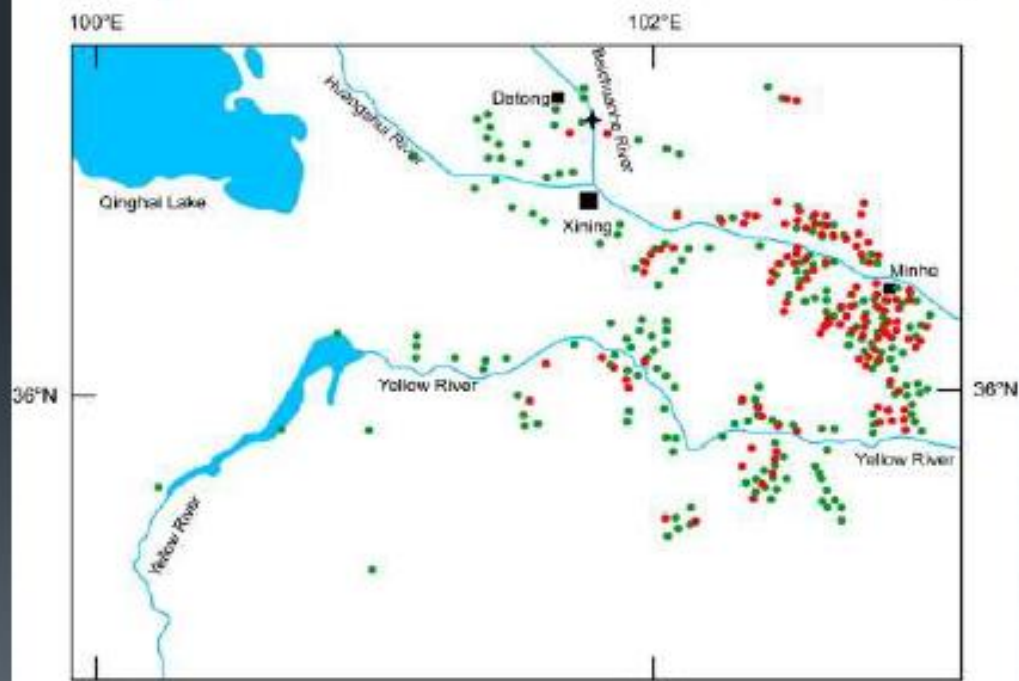 100°E
102°E
Huangshui River
Datong
Beichuanhe River
Qinghai Lake
Xining
Minhe
36°N
Yellow River
36°N
Yellow River
Yellow River